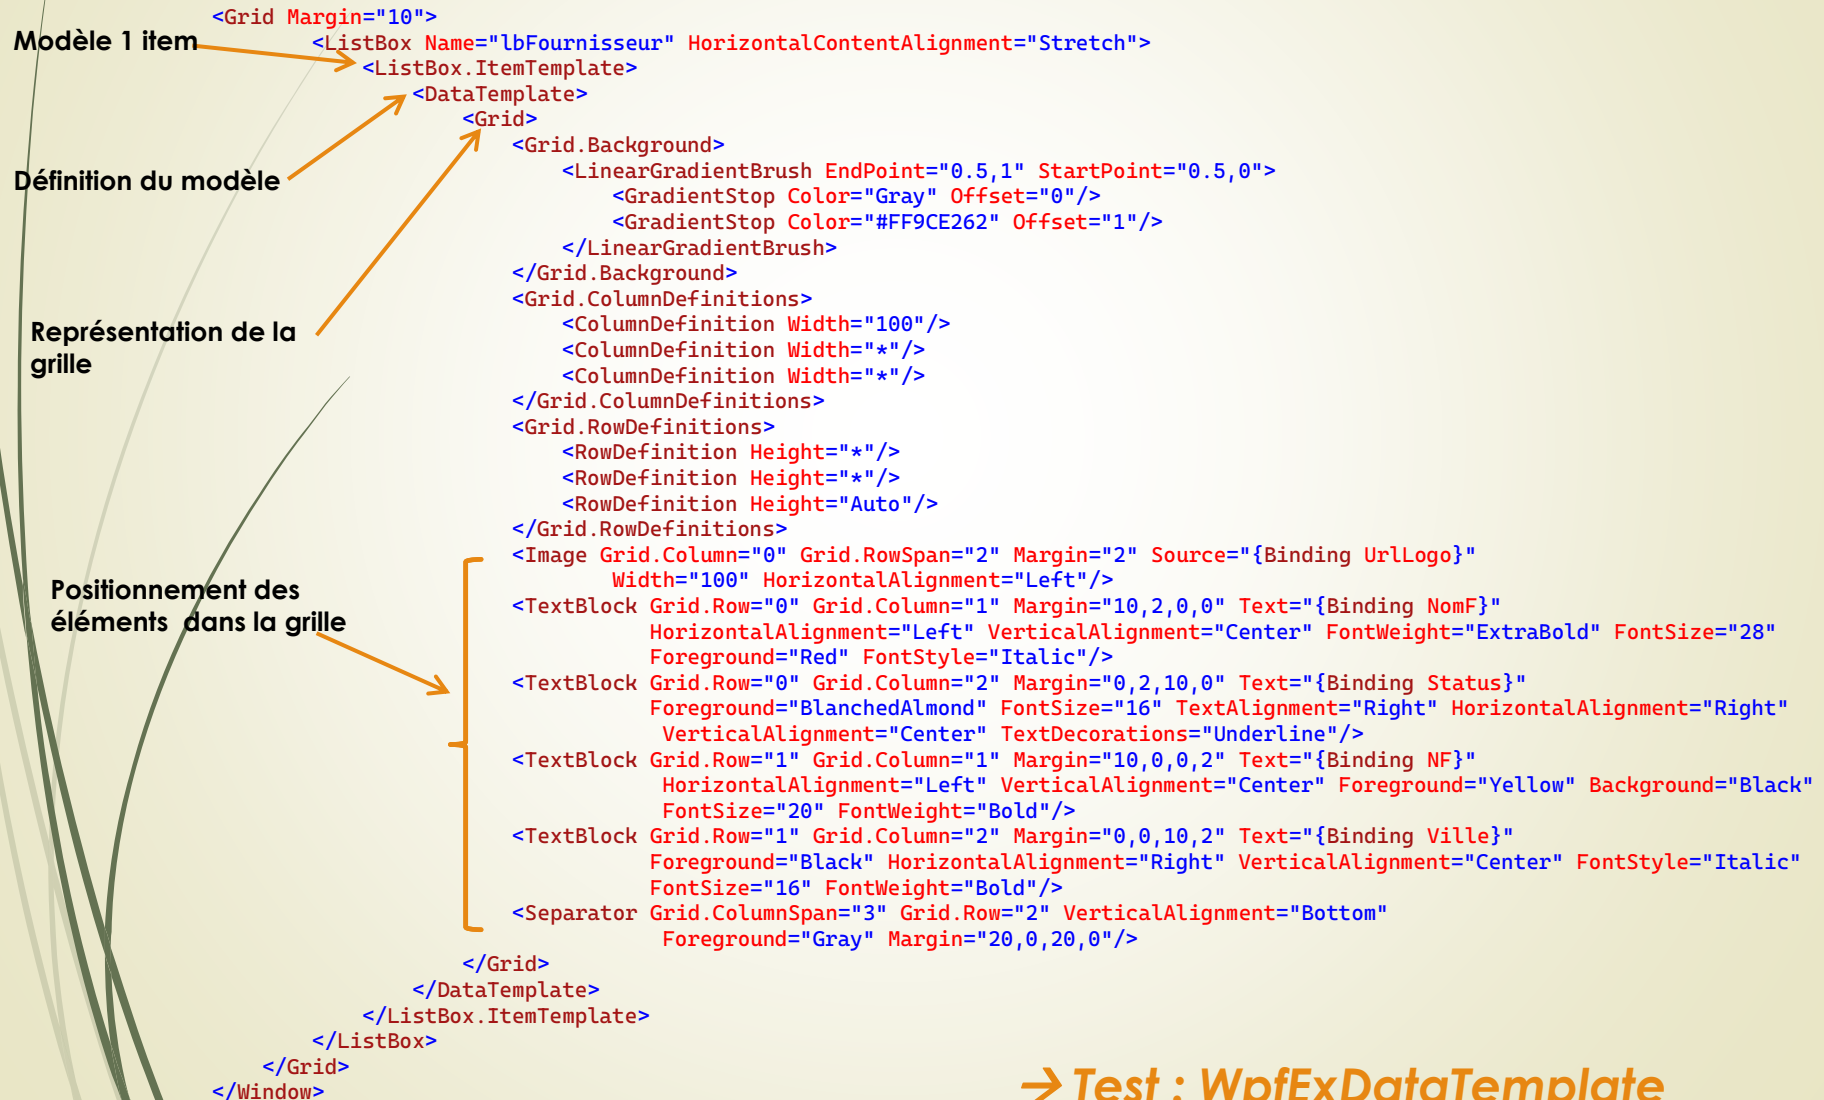 <Grid Margin="10">
Modèle 1 item
<ListBox Name="lbFournisseur" HorizontalContentAlignment="Stretch">
<ListBox.ItemTemplate>
<DataTemplate>
<Grid>
<Grid.Background>
<LinearGradientBrush EndPoint="0.5,1" StartPoint="0.5,0">
Définition du modèle
<GradientStop Color="Gray" Offset="0"/>
<GradientStop Color="#FF9CE262" Offset="1"/>
</LinearGradientBrush>
</Grid.Background>
<Grid.ColumnDefinitions>
<ColumnDefinition Width="100"/>
Représentation de la
grille
<ColumnDefinition Width="*"/>
<ColumnDefinition Width="*"/>
</Grid.ColumnDefinitions>
<Grid.RowDefinitions>
<RowDefinition Height="*"/>
<RowDefinition Height="*"/>
<RowDefinition Height="Auto"/>
</Grid.RowDefinitions>
<Image Grid.Column="0" Grid.RowSpan="2" Margin="2" Source="{Binding UrlLogo}"
Width="100" HorizontalAlignment="Left"/>
Positionnement des
éléments dans la grille
<TextBlock Grid.Row="0" Grid.Column="1" Margin="10,2,0,0" Text="{Binding NomF}"
HorizontalAlignment="Left" VerticalAlignment="Center" FontWeight="ExtraBold" FontSize="28"
Foreground="Red" FontStyle="Italic"/>
<TextBlock Grid.Row="0" Grid.Column="2" Margin="0,2,10,0" Text="{Binding Status}"
Foreground="BlanchedAlmond" FontSize="16" TextAlignment="Right" HorizontalAlignment="Right"
VerticalAlignment="Center" TextDecorations="Underline"/>
<TextBlock Grid.Row="1" Grid.Column="1" Margin="10,0,0,2" Text="{Binding NF}"
HorizontalAlignment="Left" VerticalAlignment="Center" Foreground="Yellow" Background="Black"
FontSize="20" FontWeight="Bold"/>
<TextBlock Grid.Row="1" Grid.Column="2" Margin="0,0,10,2" Text="{Binding Ville}"
Foreground="Black" HorizontalAlignment="Right" VerticalAlignment="Center" FontStyle="Italic"
FontSize="16" FontWeight="Bold"/>
<Separator Grid.ColumnSpan="3" Grid.Row="2" VerticalAlignment="Bottom"
Foreground="Gray" Margin="20,0,20,0"/>
</Grid>
</DataTemplate>
</ListBox.ItemTemplate>
</ListBox>
</Grid>
</Window>
→ Test : WpfExDataTemplate